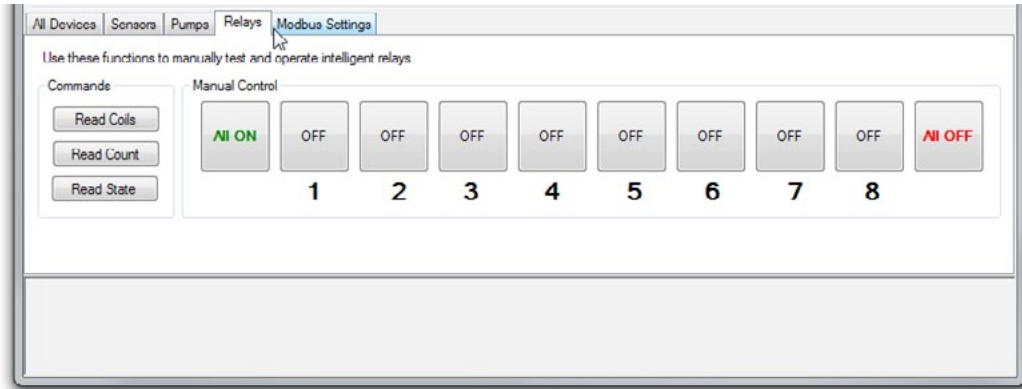 All Devices Sensors Pumps Relays Modbus Settings
Use these functions to manually test and operate intelligent relays
Commands Manual Control
Read Coils
Read Count
Read State
All ON OFF OFF OFF OFF OFF OFF OFF OFF All OFF
1 2 3 4 5 6 7 8